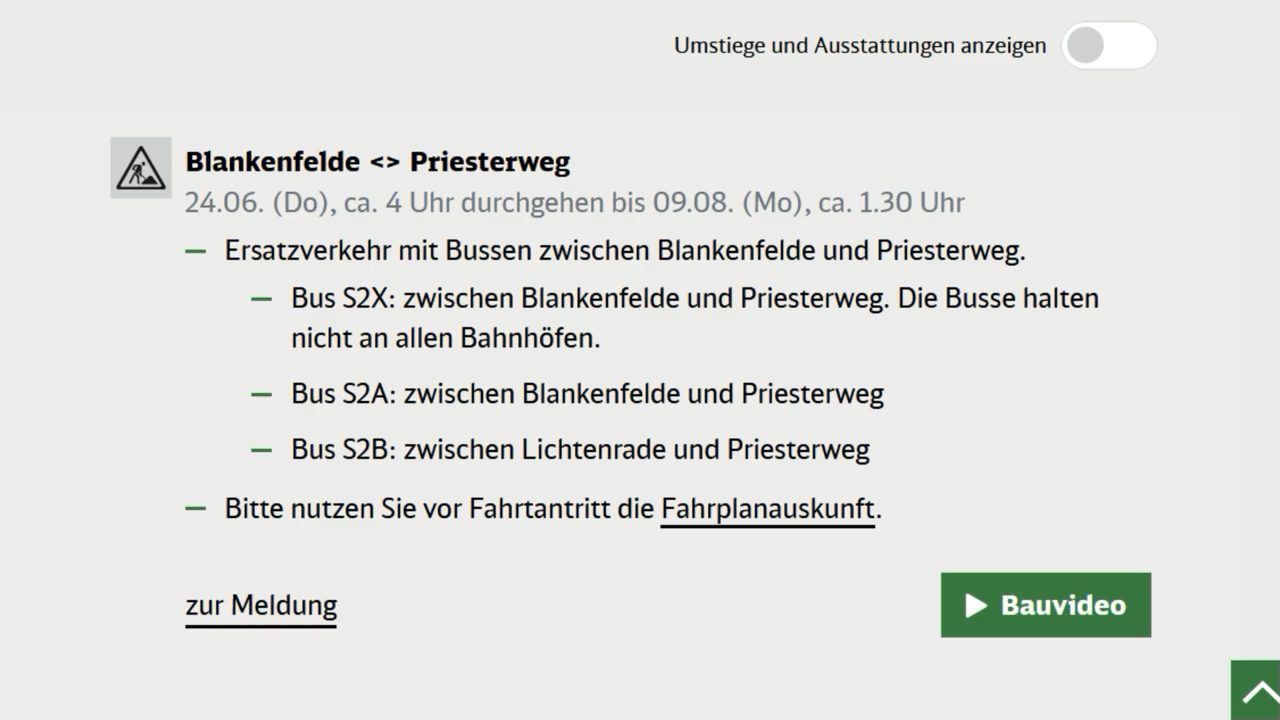 Umstiege und Ausstattungen anzeigen
Blankenfelde <> Priesterweg
24.06. (Do), ca. 4 Uhr durchgehen bis 09.08. (Mo), ca. 1.30 Uhr
– Ersatzverkehr mit Bussen zwischen Blankenfelde und Priesterweg.
– Bus S2X: zwischen Blankenfelde und Priesterweg. Die Busse halten
nicht an allen Bahnhöfen.
– Bus S2A: zwischen Blankenfelde und Priesterweg
– Bus S2B: zwischen Lichtenrade und Priesterweg
– Bitte nutzen Sie vor Fahrtantritt die Fahrplanauskunft.
zur Meldung
Bauvideo